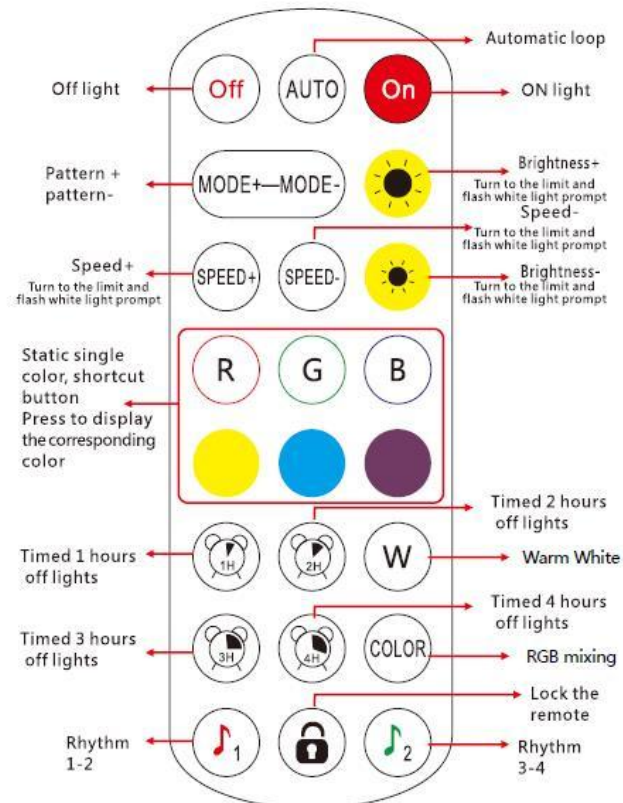 Automatic loop
Off light
Off
AUTO
On
ON light
Pattern +
pattern-
MODE+—MODE-
Brightness+
Turn to the limit and
flash white light prompt
Speed-
Turn to the limit and
flash white light prompt
Speed+
Turn to the limit and
flash white light prompt
SPEED+
SPEED-
Brightness-
Turn to the limit and
flash white light prompt
Static single
color, shortcut
button
Press to display
the corresponding
color
R
G
B
Timed 2 hours
off lights
Timed 1 hours
off lights
1H
2H
W
Warm White
Timed 4 hours
off lights
Timed 3 hours
off lights
3H
4H
COLOR
RGB mixing
Lock the
remote
Rhythm
1-2
1
2
Rhythm
3-4